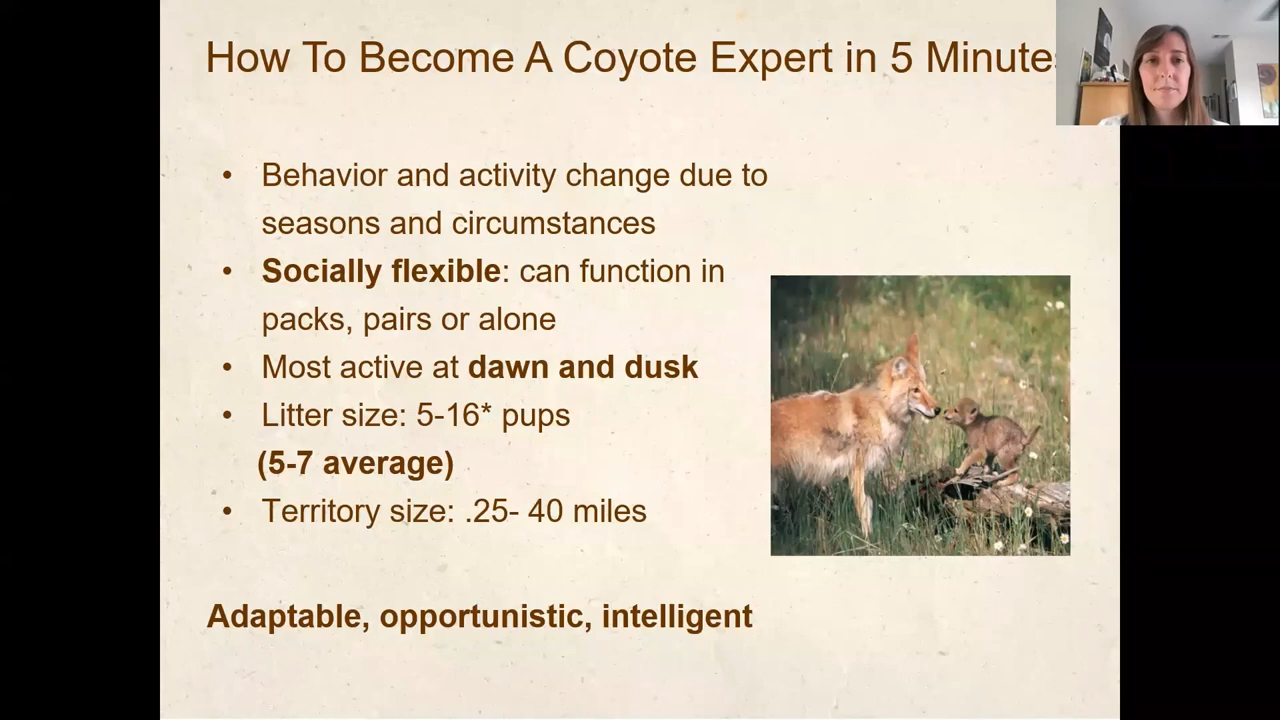 How To Become A Coyote Expert in 5 Minutes
• Behavior and activity change due to
seasons and circumstances
• Socially flexible: can function in
packs, pairs or alone
• Most active at dawn and dusk
• Litter size: 5-16* pups
(5-7 average)
• Territory size: .25- 40 miles
Adaptable, opportunistic, intelligent